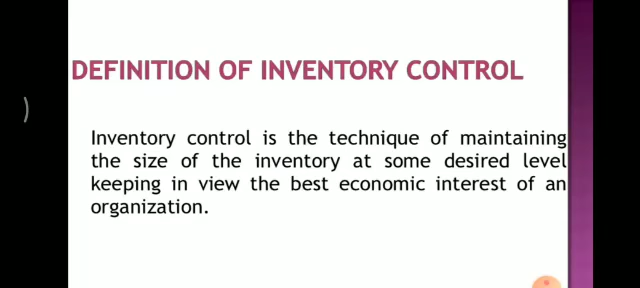 DEFINITION OF INVENTORY CONTROL
Inventory control is the technique of maintaining
the size of the inventory at some desired level
keeping in view the best economic interest of an
organization.